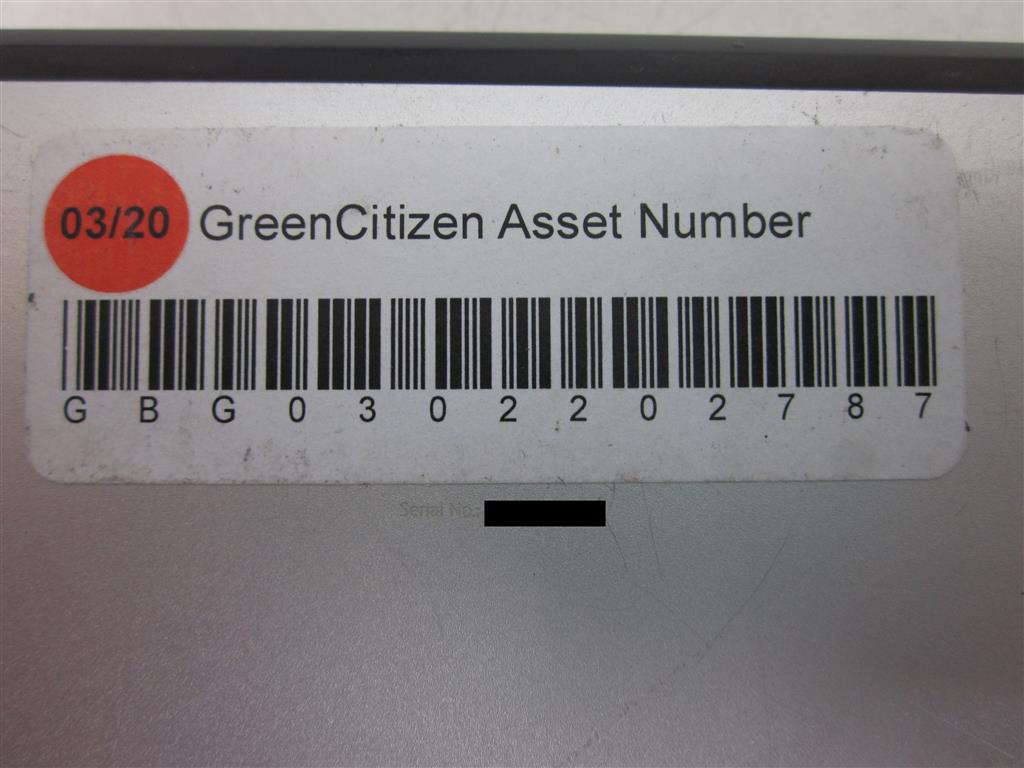 03/20 GreenCitizen Asset Number
G B G 0 3 0 2 2 0 2 7 8 7
Serial No.: